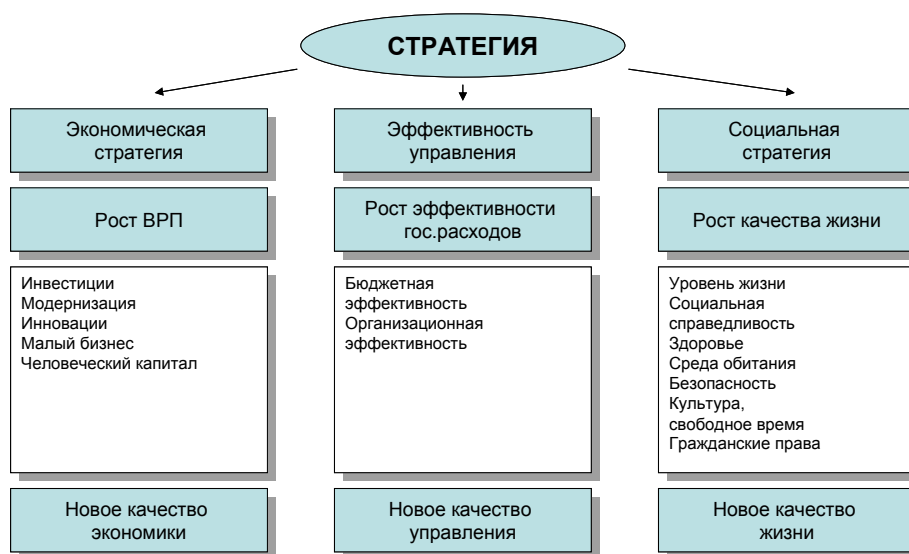 СТРАТЕГИЯ
Экономическая
стратегия
Эффективность
управления
Социальная
стратегия
Рост ВРП
Рост эффективности
гос.расходов
Рост качества жизни
Инвестиции
Модернизация
Инновации
Малый бизнес
Человеческий капитал
Бюджетная
эффективность
Организационная
эффективность
Уровень жизни
Социальная
справедливость
Здоровье
Среда обитания
Безопасность
Культура,
свободное время
Гражданские права
Новое качество
экономики
Новое качество
управления
Новое качество
жизни